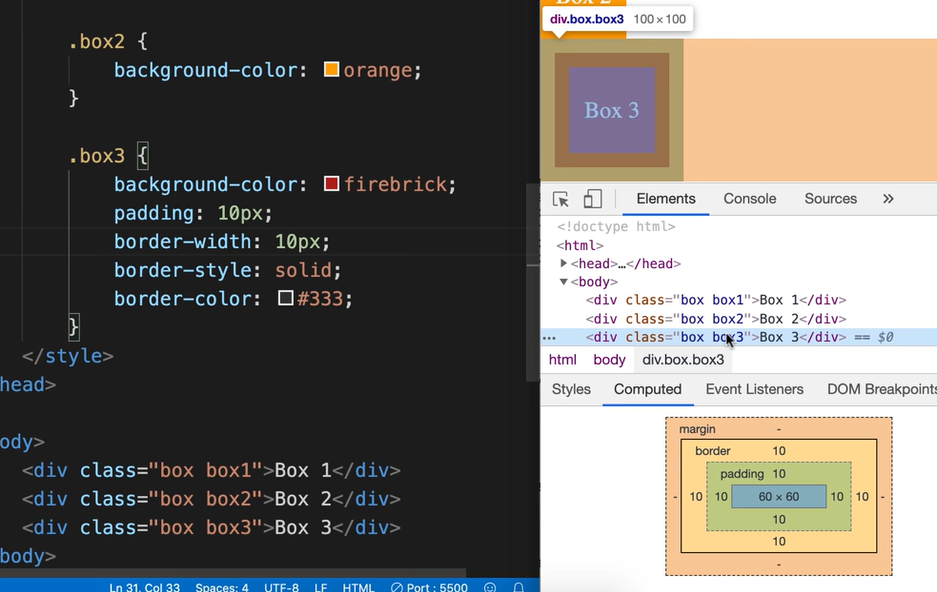 .box2 {
background-color: orange;
}
.box3 {
background-color: firebrick;
padding: 10px;
border-width: 10px;
border-style: solid;
border-color: #333;
}
</style>
head>
ody>
<div class="box box1">Box 1</div>
<div class="box box2">Box 2</div>
<div class="box box3">Box 3</div>
body>
Ln 31, Col 33 Spaces: 4 UTF-8 LF HTML Port : 5500
Box 2
div.box.box3 100 × 100
Box 3
Elements Console Sources »
<!doctype html>
<html>
<head>…</head>
<body>
<div class="box box1">Box 1</div>
<div class="box box2">Box 2</div>
<div class="box box3">Box 3</div> == $0
html body div.box.box3
Styles Computed Event Listeners DOM Breakpoints
margin -
border 10
padding 10
- 10 10 60 × 60 10 10 -
10
10
-